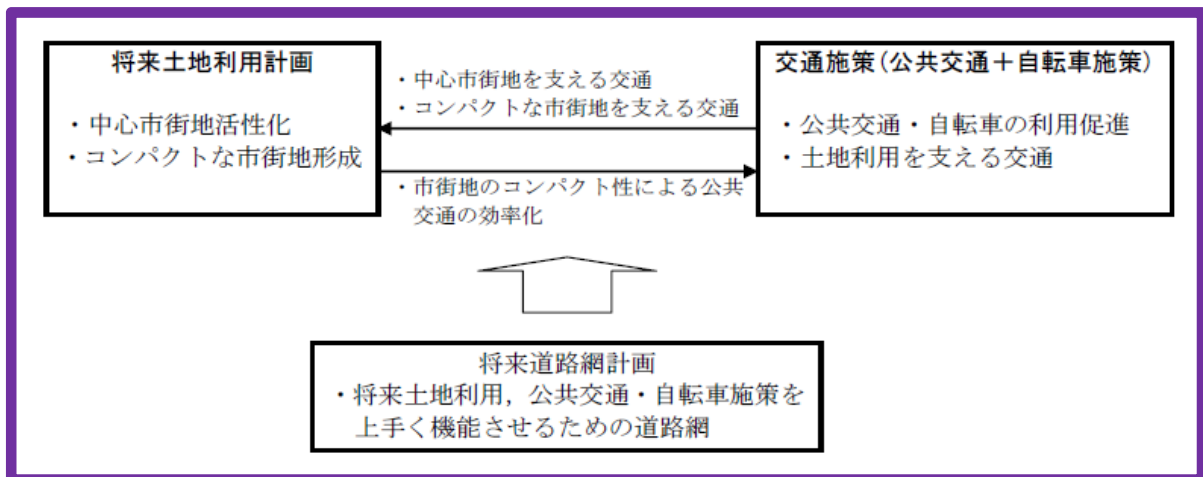 将来土地利用計画
・中心市街地活性化
・コンパクトな市街地形成
・中心市街地を支える交通
・コンパクトな市街地を支える交通
・市街地のコンパクト性による公共
交通の効率化
交通施策(公共交通＋自転車施策)
・公共交通・自転車の利用促進
・土地利用を支える交通
将来道路網計画
・将来土地利用，公共交通・自転車施策を
上手く機能させるための道路網